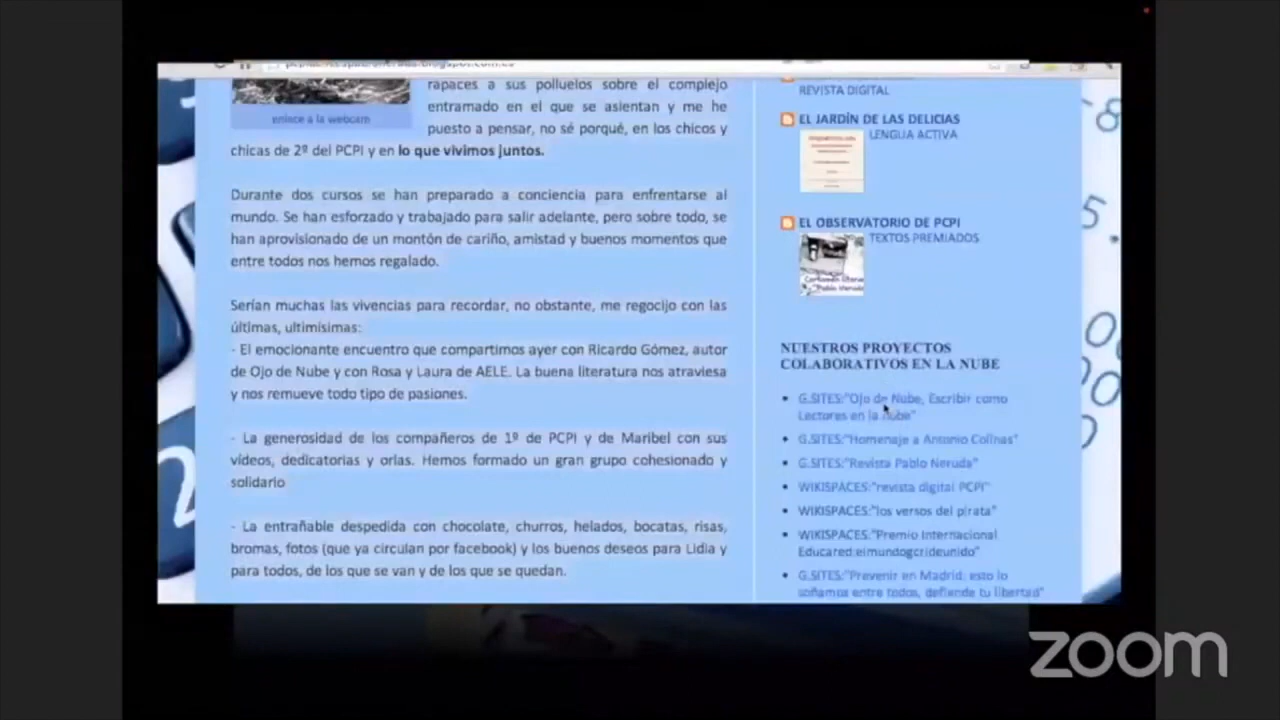 rapaces a sus polluelos sobre el complejo
entramado en el que se asientan y me he
puesto a pensar, no sé porqué, en los chicos y
enlace a la webcam
chicas de 2º del PCPI y en lo que vivimos juntos.
Durante dos cursos se han preparado a conciencia para enfrentarse al
mundo. Se han esforzado y trabajado para salir adelante, pero sobre todo, se
han aprovisionado de un montón de cariño, amistad y buenos momentos que
entre todos nos hemos regalado.
Serían muchas las vivencias para recordar, no obstante, me regocijo con las
últimas, ultimísimas:
- El emocionante encuentro que compartimos ayer con Ricardo Gómez, autor
de Ojo de Nube y con Rosa y Laura de AELE. La buena literatura nos atraviesa
y nos remueve todo tipo de pasiones.
- La generosidad de los compañeros de 1º de PCPI y de Maribel con sus
vídeos, dedicatorias y orlas. Hemos formado un gran grupo cohesionado y
solidario
- La entrañable despedida con chocolate, churros, helados, bocatas, risas,
bromas, fotos (que ya circulan por facebook) y los buenos deseos para Lidia y
para todos, de los que se van y de los que se quedan.
REVISTA DIGITAL
EL JARDÍN DE LAS DELICIAS
LENGUA ACTIVA
EL OBSERVATORIO DE PCPI
TEXTOS PREMIADOS
Pablo Neruda
NUESTROS PROYECTOS
COLABORATIVOS EN LA NUBE
G.SITES:"Ojo de Nube, Escribir como
Lectores en la nube"
G.SITES:"Homenaje a Antonio Colinas"
G.SITES:"Revista Pablo Neruda"
WIKISPACES:"revista digital PCPI"
WIKISPACES:"los versos del pirata"
WIKISPACES:"Premio Internacional
Educared:elmundogcrideunido"
G.SITES:"Prevenir en Madrid: esto lo
soñamos entre todos, defiende tu libertad"
zoom